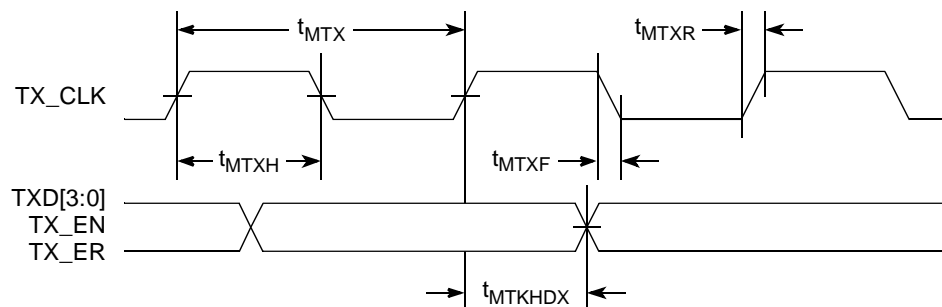 tMTX
tMTXR
TX_CLK
tMTXH
tMTXF
TXD[3:0]
TX_EN
TX_ER
tMTKHDX